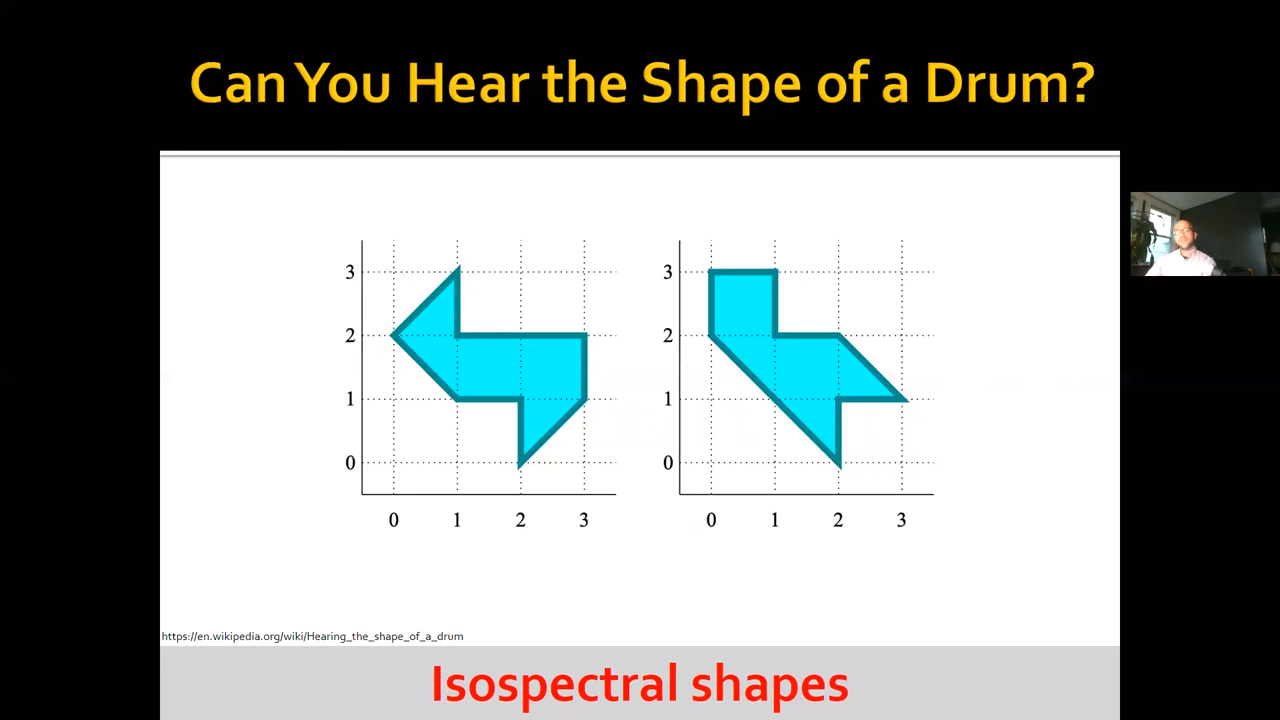 Can You Hear the Shape of a Drum?
3
2
1
0
0 1 2 3
3
2
1
0
0 1 2 3
https://en.wikipedia.org/wiki/Hearing_the_shape_of_a_drum
Isospectral shapes